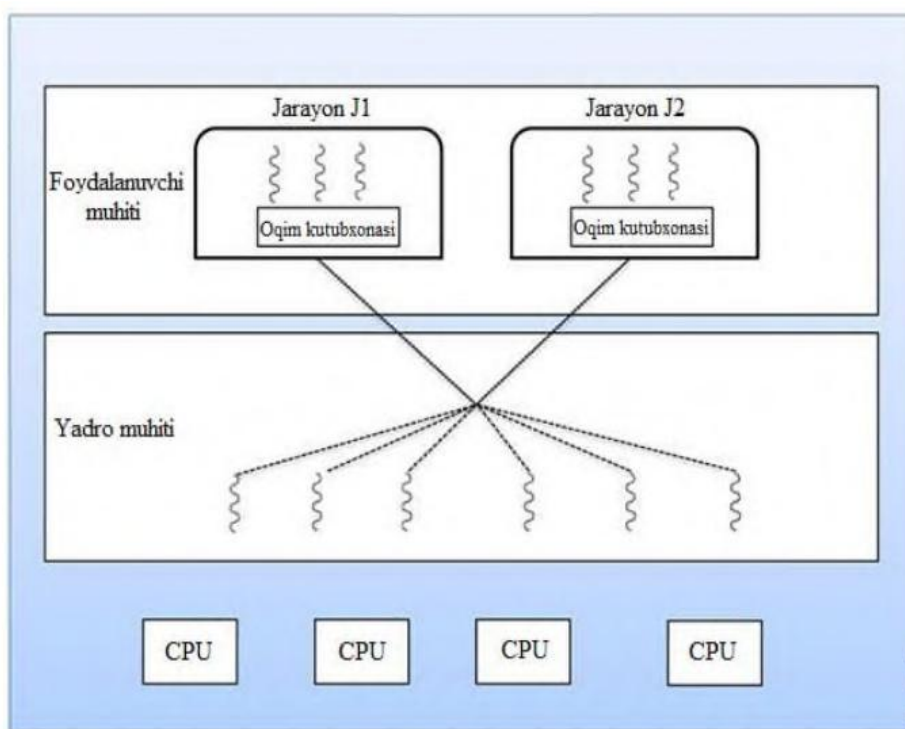 Jarayon J1
Jarayon J2
Foydalanuvchi
muhiti
Oqim kutubxonasi
Oqim kutubxonasi
Yadro muhiti
CPU
CPU
CPU
CPU